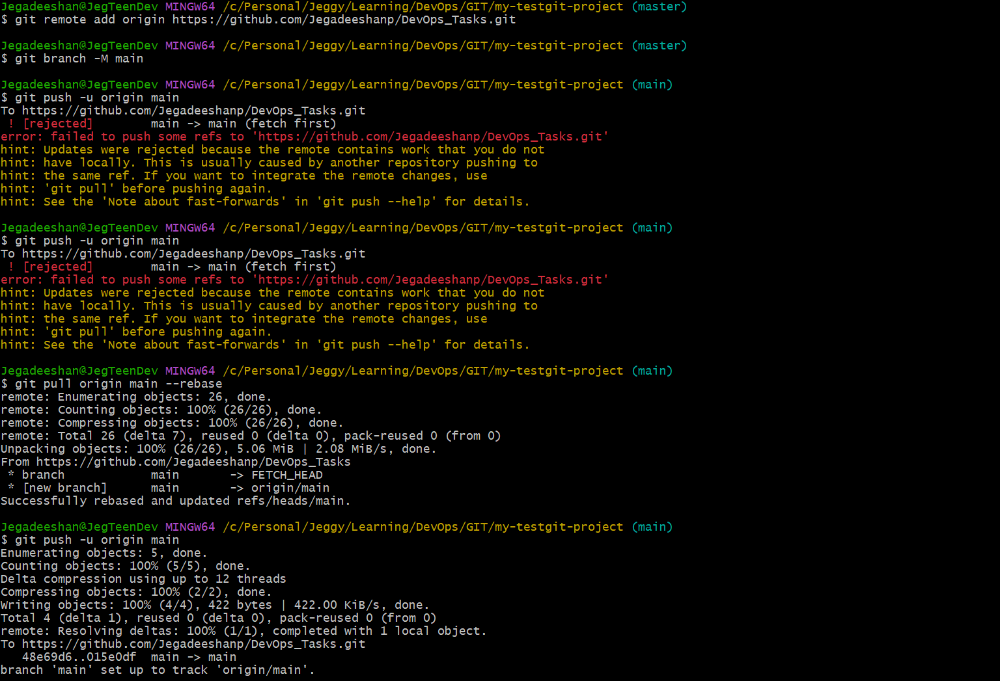 Jegadeeshan@JegTeenDev MINGW64 /c/Personal/Jeggy/Learning/DevOps/GIT/my-testgit-project (master)
$ git remote add origin https://github.com/Jegadeeshanp/DevOps_Tasks.git
Jegadeeshan@JegTeenDev MINGW64 /c/Personal/Jeggy/Learning/DevOps/GIT/my-testgit-project (master)
$ git branch -M main
Jegadeeshan@JegTeenDev MINGW64 /c/Personal/Jeggy/Learning/DevOps/GIT/my-testgit-project (main)
$ git push -u origin main
To https://github.com/Jegadeeshanp/DevOps_Tasks.git
 ! [rejected]        main -> main (fetch first)
error: failed to push some refs to 'https://github.com/Jegadeeshanp/DevOps_Tasks.git'
hint: Updates were rejected because the remote contains work that you do not
hint: have locally. This is usually caused by another repository pushing to
hint: the same ref. If you want to integrate the remote changes, use
hint: 'git pull' before pushing again.
hint: See the 'Note about fast-forwards' in 'git push --help' for details.
Jegadeeshan@JegTeenDev MINGW64 /c/Personal/Jeggy/Learning/DevOps/GIT/my-testgit-project (main)
$ git push -u origin main
To https://github.com/Jegadeeshanp/DevOps_Tasks.git
 ! [rejected]        main -> main (fetch first)
error: failed to push some refs to 'https://github.com/Jegadeeshanp/DevOps_Tasks.git'
hint: Updates were rejected because the remote contains work that you do not
hint: have locally. This is usually caused by another repository pushing to
hint: the same ref. If you want to integrate the remote changes, use
hint: 'git pull' before pushing again.
hint: See the 'Note about fast-forwards' in 'git push --help' for details.
Jegadeeshan@JegTeenDev MINGW64 /c/Personal/Jeggy/Learning/DevOps/GIT/my-testgit-project (main)
$ git pull origin main --rebase
remote: Enumerating objects: 26, done.
remote: Counting objects: 100% (26/26), done.
remote: Compressing objects: 100% (26/26), done.
remote: Total 26 (delta 7), reused 0 (delta 0), pack-reused 0 (from 0)
Unpacking objects: 100% (26/26), 5.06 MiB | 2.08 MiB/s, done.
From https://github.com/Jegadeeshanp/DevOps_Tasks
 * branch            main       -> FETCH_HEAD
 * [new branch]      main       -> origin/main
Successfully rebased and updated refs/heads/main.
Jegadeeshan@JegTeenDev MINGW64 /c/Personal/Jeggy/Learning/DevOps/GIT/my-testgit-project (main)
$ git push -u origin main
Enumerating objects: 5, done.
Counting objects: 100% (5/5), done.
Delta compression using up to 12 threads
Compressing objects: 100% (2/2), done.
Writing objects: 100% (4/4), 422 bytes | 422.00 KiB/s, done.
Total 4 (delta 1), reused 0 (delta 0), pack-reused 0 (from 0)
remote: Resolving deltas: 100% (1/1), completed with 1 local object.
To https://github.com/Jegadeeshanp/DevOps_Tasks.git
   48e69d6..015e0df  main -> main
branch 'main' set up to track 'origin/main'.